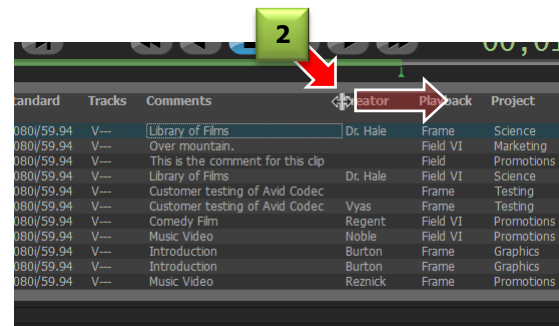 2
00;01
tandard Tracks Comments Creator Playback Project
080i/59.94 V--- Library of Films Dr. Hale Frame Science
080i/59.94 V--- Over mountain. Field VI Marketing
080i/59.94 V--- This is the comment for this clip Field Promotions
080i/59.94 V--- Library of Films Dr. Hale Field VI Science
080i/59.94 V--- Customer testing of Avid Codec Frame Testing
080i/59.94 V--- Customer testing of Avid Codec Vyas Frame Testing
080i/59.94 V--- Comedy Film Regent Field VI Promotions
080i/59.94 V--- Music Video Noble Field VI Promotions
080i/59.94 V--- Introduction Burton Frame Graphics
080i/59.94 V--- Introduction Burton Frame Graphics
080i/59.94 V--- Music Video Reznick Frame Promotions